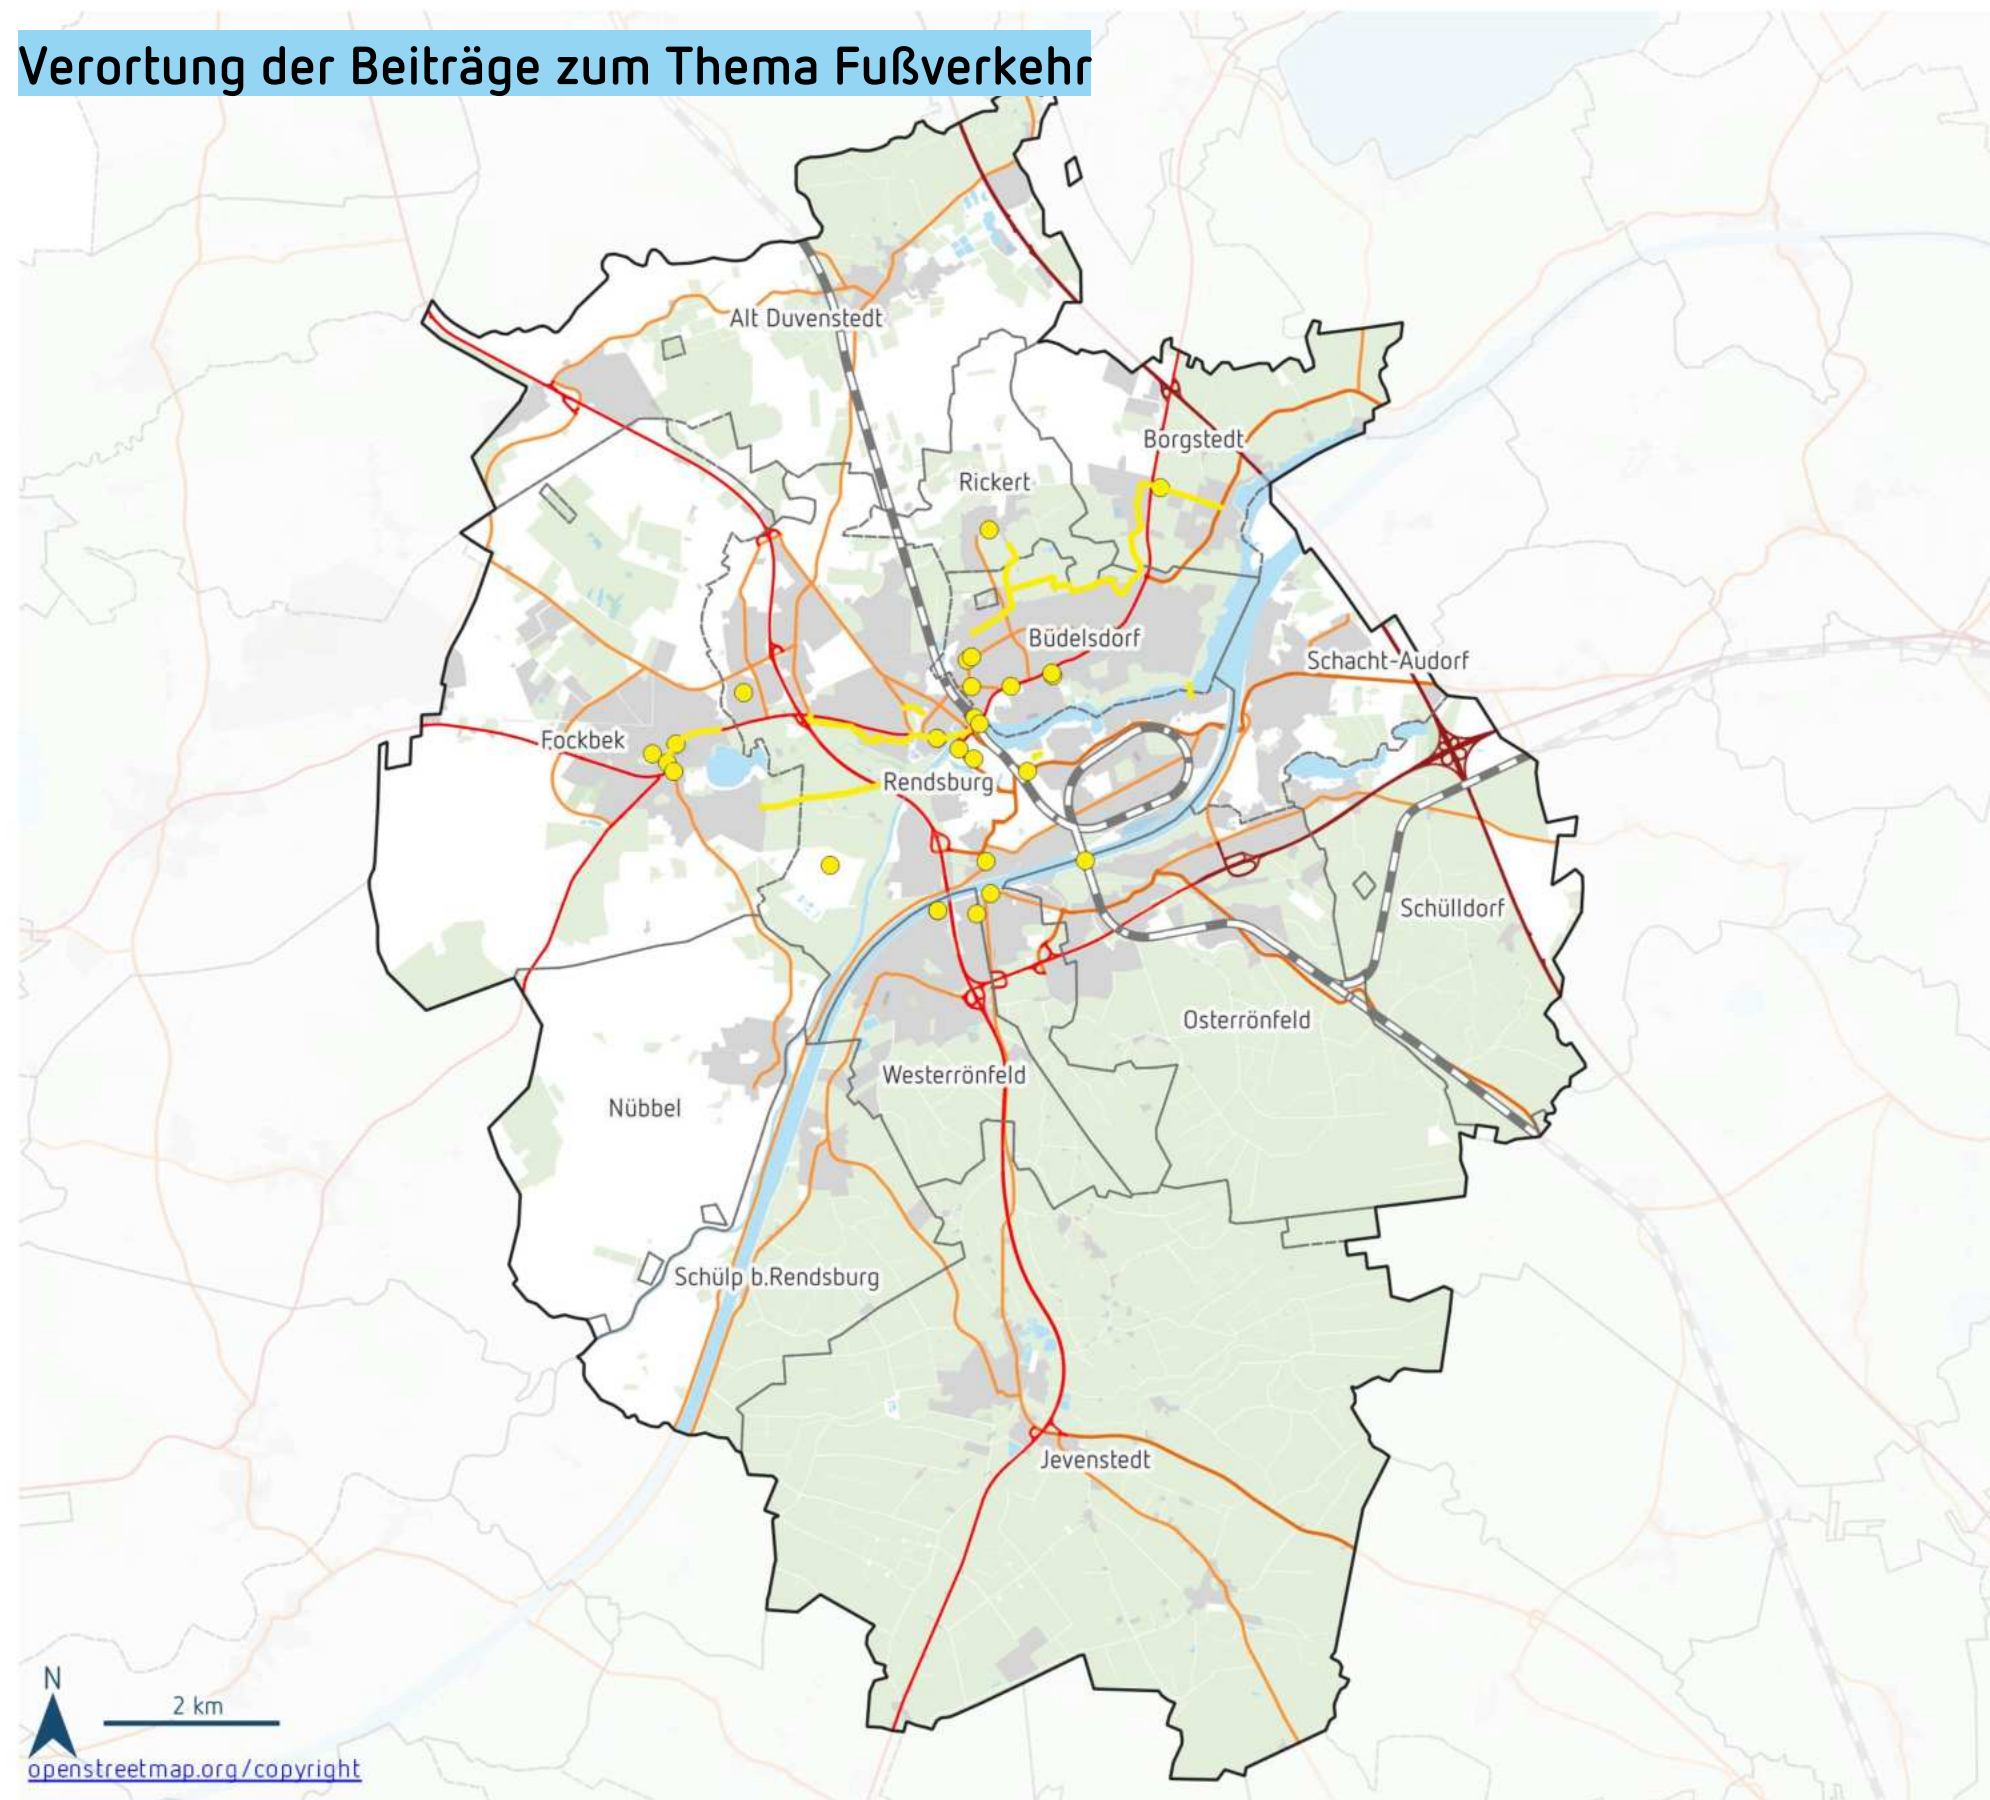 Verortung der Beiträge zum Thema Fußverkehr
Alt Duvenstedt
Borgstedt
Rickert
Büdelsdorf
Schacht-Audorf
Fockbek
Rendsburg
Schülldorf
Osterrönfeld
Westerrönfeld
Nübbel
Schülp b.Rendsburg
Jevenstedt
N
2 km
openstreetmap.org/copyright